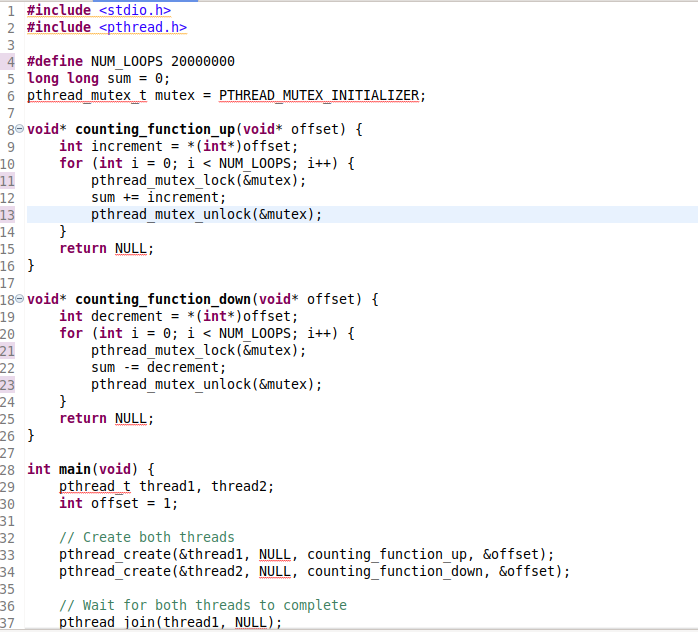 1 #include <stdio.h>
2 #include <pthread.h>
3
4 #define NUM_LOOPS 20000000
5 long long sum = 0;
6 pthread_mutex_t mutex = PTHREAD_MUTEX_INITIALIZER;
7
8 void* counting_function_up(void* offset) {
9     int increment = *(int*)offset;
10     for (int i = 0; i < NUM_LOOPS; i++) {
11         pthread_mutex_lock(&mutex);
12         sum += increment;
13         pthread_mutex_unlock(&mutex);
14     }
15     return NULL;
16 }
17
18 void* counting_function_down(void* offset) {
19     int decrement = *(int*)offset;
20     for (int i = 0; i < NUM_LOOPS; i++) {
21         pthread_mutex_lock(&mutex);
22         sum -= decrement;
23         pthread_mutex_unlock(&mutex);
24     }
25     return NULL;
26 }
27
28 int main(void) {
29     pthread_t thread1, thread2;
30     int offset = 1;
31
32     // Create both threads
33     pthread_create(&thread1, NULL, counting_function_up, &offset);
34     pthread_create(&thread2, NULL, counting_function_down, &offset);
35
36     // Wait for both threads to complete
37     pthread_join(thread1, NULL);